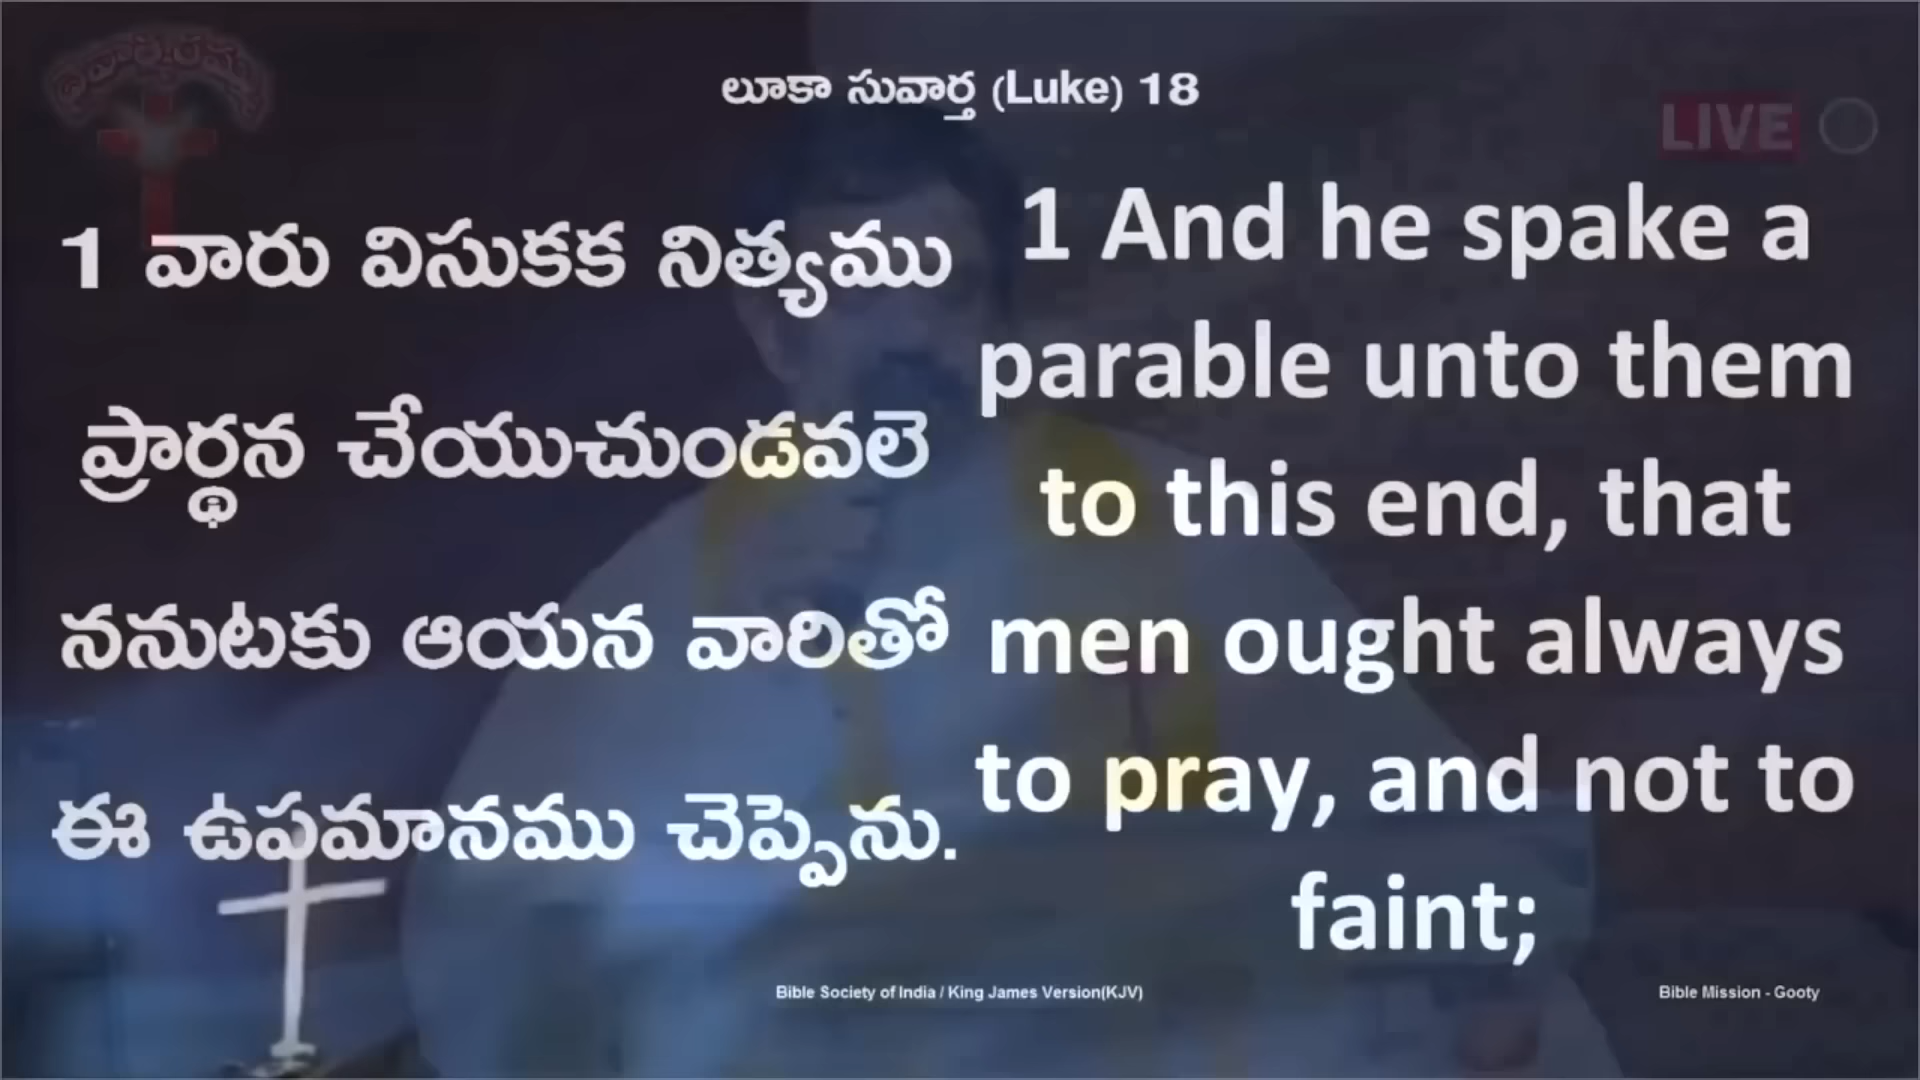 లూకా సువార్త (Luke) 18
LIVE
1 వారు విసుకక నిత్యము
ప్రార్థన చేయుచుండవలె
ననుటకు ఆయన వారితో
ఈ ఉపమానము చెప్పెను.
1 And he spake a
parable unto them
to this end, that
men ought always
to pray, and not to
faint;
Bible Society of India / King James Version(KJV)
Bible Mission - Gooty